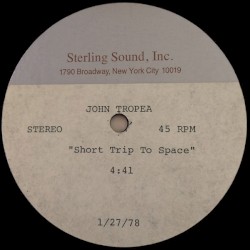 Sterling Sound, Inc.
1790 Broadway, New York City 10019
JOHN TROPEA
STEREO 45 RPM
"Short Trip To Space"
4:41
1/27/78